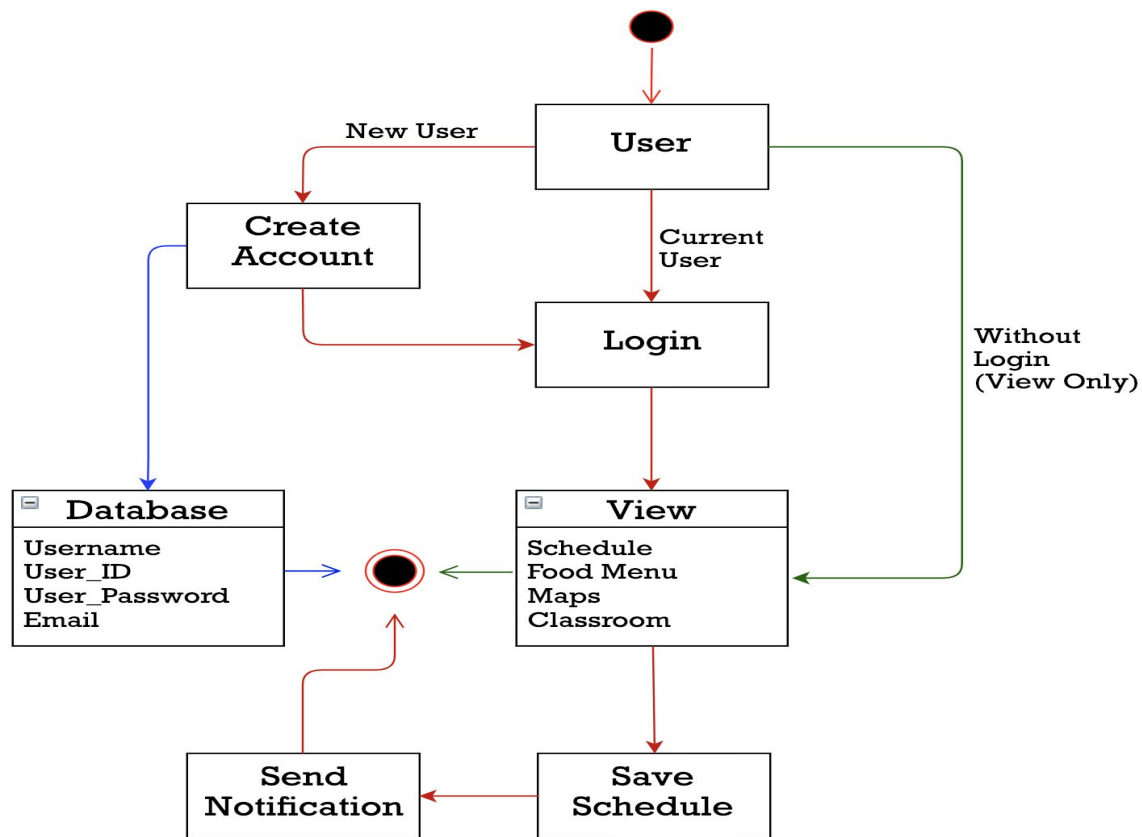 User
New User
Create
Account
Current
User
Login
Without
Login
(View Only)
Database
Username
User_ID
User_Password
Email
View
Schedule
Food Menu
Maps
Classroom
Send
Notification
Save
Schedule